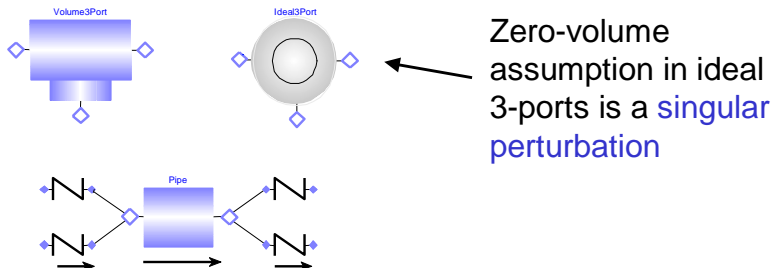 Volume3Port
Ideal3Port
Zero-volume
assumption in ideal
3-ports is a singular
perturbation
Pipe